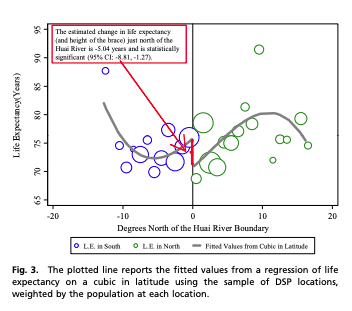 The estimated change in life expectancy
(and height of the brace) just north of the
Huai River is -5.04 years and is statistically
significant (95% CI: -8.81, -1.27).
Life Expectancy(Years)
95
90
85
80
75
70
65
-20
-10
0
10
20
Degrees North of the Huai River Boundary
L.E. in South
L.E. in North
Fitted Values from Cubic in Latitude
Fig. 3. The plotted line reports the fitted values from a regression of life
expectancy on a cubic in latitude using the sample of DSP locations,
weighted by the population at each location.